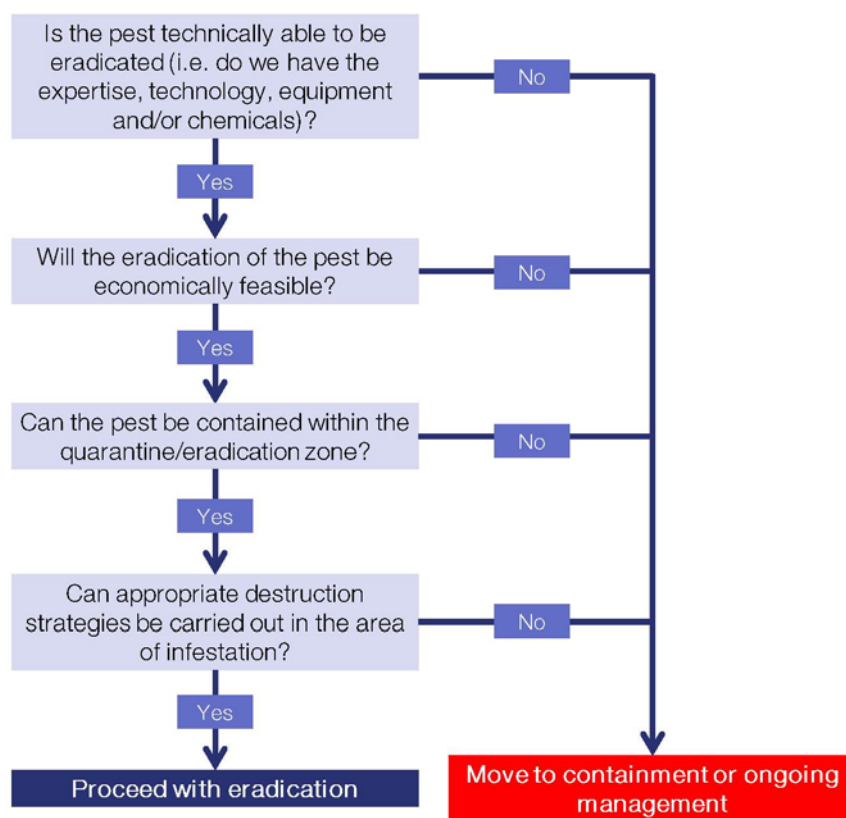 Is the pest technically able to be
eradicated (i.e. do we have the
expertise, technology, equipment
and/or chemicals)?
No
Yes
Will the eradication of the pest be
economically feasible?
No
Yes
Can the pest be contained within the
quarantine/eradication zone?
No
Yes
Can appropriate destruction
strategies be carried out in the area
of infestation?
No
Yes
Proceed with eradication
Move to containment or ongoing
management